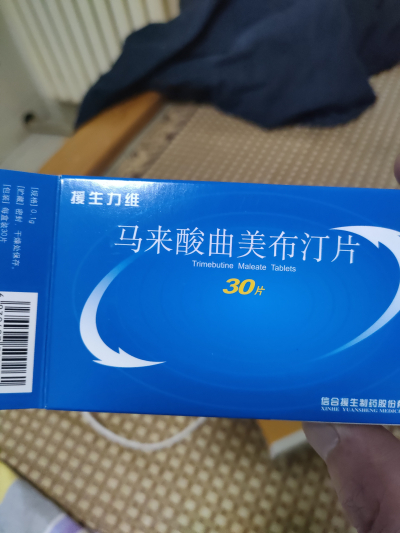 援生力维
马来酸曲美布汀片
Trimebutine Maleate Tablets
30片
信合援生制药股份
XINHE YUANSHENG MEDIC
【规格】0.1g
【贮藏】密封，干燥处保存。
【包装】每盒装30片